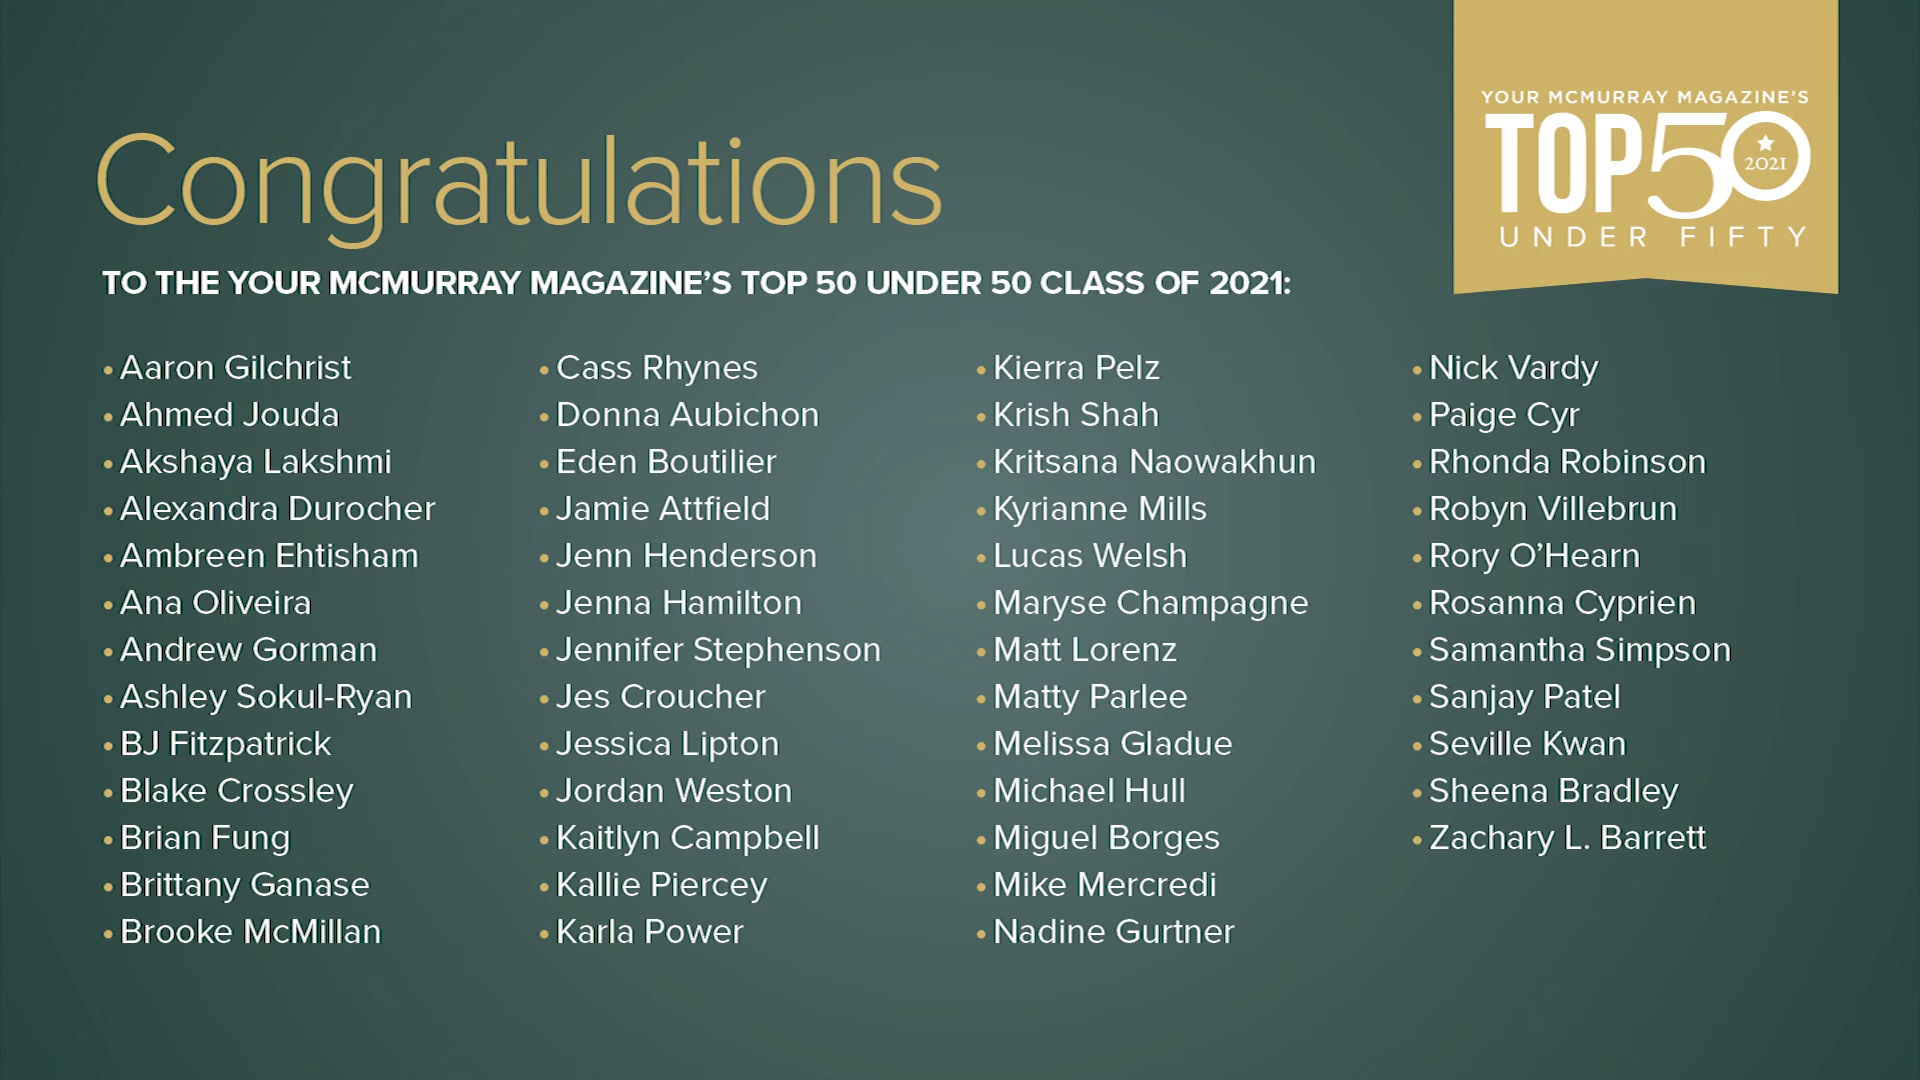 YOUR MCMURRAY MAGAZINE'S
TOP 50
2021
UNDER FIFTY
Congratulations
TO THE YOUR MCMURRAY MAGAZINE'S TOP 50 UNDER 50 CLASS OF 2021:
• Aaron Gilchrist
• Ahmed Jouda
• Akshaya Lakshmi
• Alexandra Durocher
• Ambreen Ehtisham
• Ana Oliveira
• Andrew Gorman
• Ashley Sokul-Ryan
• BJ Fitzpatrick
• Blake Crossley
• Brian Fung
• Brittany Ganase
• Brooke McMillan
• Cass Rhynes
• Donna Aubichon
• Eden Boutilier
• Jamie Attfield
• Jenn Henderson
• Jenna Hamilton
• Jennifer Stephenson
• Jes Croucher
• Jessica Lipton
• Jordan Weston
• Kaitlyn Campbell
• Kallie Piercey
• Karla Power
• Kierra Pelz
• Krish Shah
• Kritsana Naowakhun
• Kyrianne Mills
• Lucas Welsh
• Maryse Champagne
• Matt Lorenz
• Matty Parlee
• Melissa Gladue
• Michael Hull
• Miguel Borges
• Mike Mercredi
• Nadine Gurtner
• Nick Vardy
• Paige Cyr
• Rhonda Robinson
• Robyn Villebrun
• Rory O'Hearn
• Rosanna Cyprien
• Samantha Simpson
• Sanjay Patel
• Seville Kwan
• Sheena Bradley
• Zachary L. Barrett